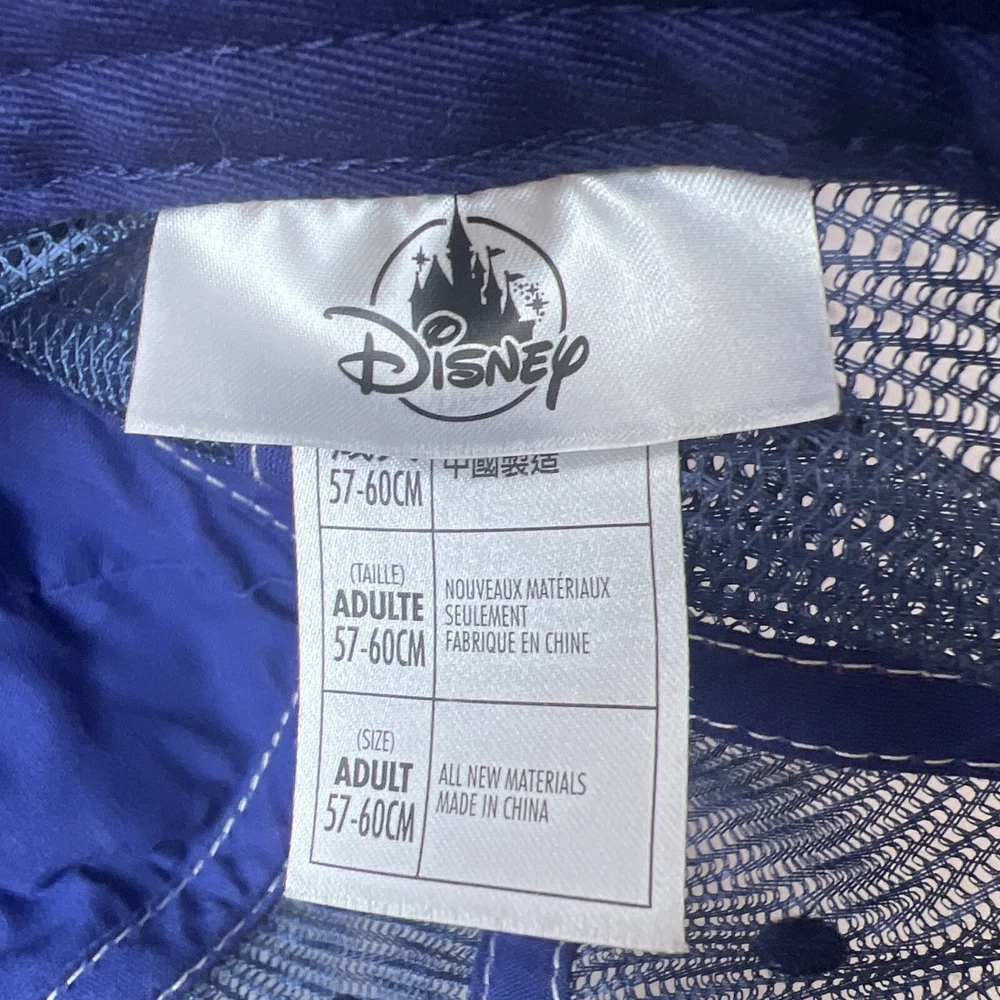 Disney
57-60CM
中國製造
(TAILLE)
ADULTE
57-60CM
NOUVEAUX MATÉRIAUX
SEULEMENT
FABRIQUE EN CHINE
(SIZE)
ADULT
57-60CM
ALL NEW MATERIALS
MADE IN CHINA